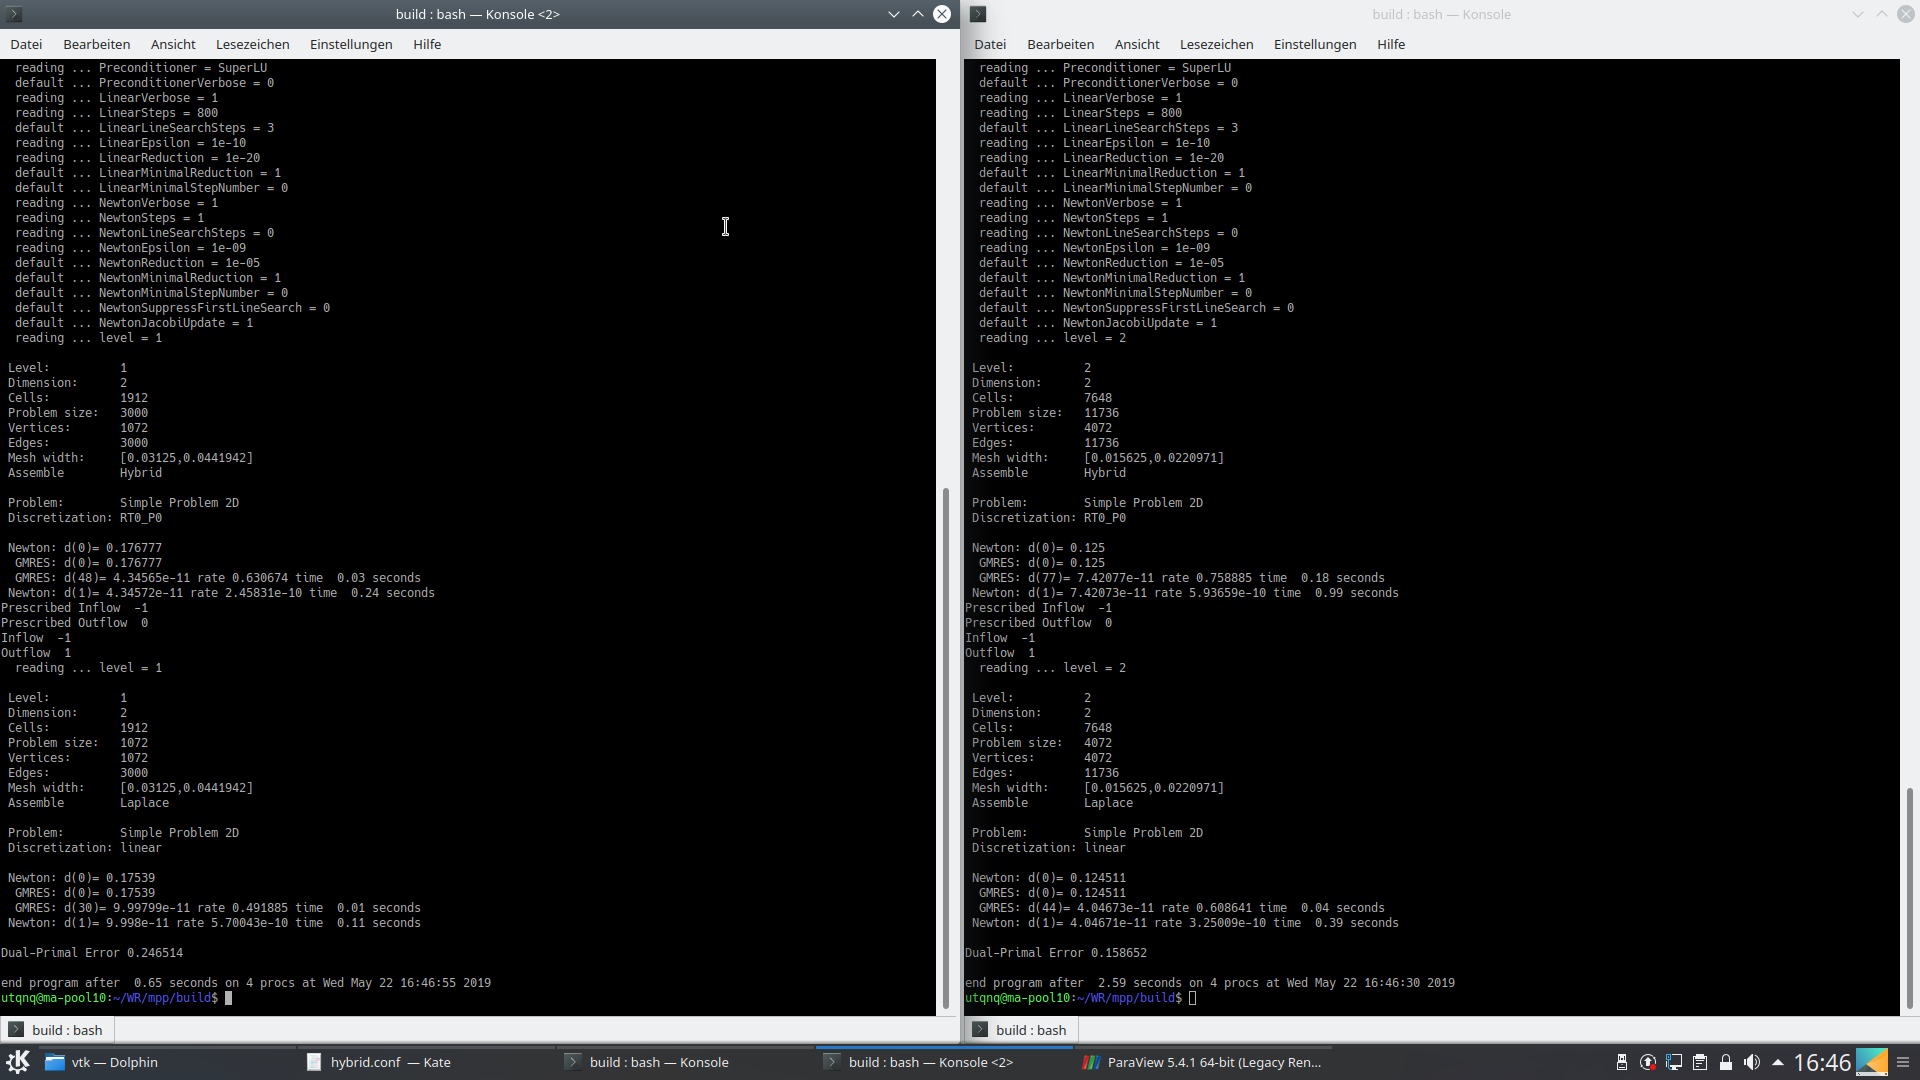 build : bash — Konsole <2>
Datei Bearbeiten Ansicht Lesezeichen Einstellungen Hilfe
reading ... Preconditioner = SuperLU
default ... PreconditionerVerbose = 0
reading ... LinearVerbose = 1
reading ... LinearSteps = 800
default ... LinearLineSearchSteps = 3
reading ... LinearEpsilon = 1e-10
reading ... LinearReduction = 1e-20
default ... LinearMinimalReduction = 1
default ... LinearMinimalStepNumber = 0
reading ... NewtonVerbose = 1
reading ... NewtonSteps = 1
reading ... NewtonLineSearchSteps = 0
reading ... NewtonEpsilon = 1e-09
default ... NewtonReduction = 1e-05
default ... NewtonMinimalReduction = 1
default ... NewtonMinimalStepNumber = 0
default ... NewtonSuppressFirstLineSearch = 0
default ... NewtonJacobiUpdate = 1
reading ... level = 1
Level: 1
Dimension: 2
Cells: 1912
Problem size: 3000
Vertices: 1072
Edges: 3000
Mesh width: [0.03125,0.0441942]
Assemble Hybrid
Problem: Simple Problem 2D
Discretization: RT0_P0
Newton: d(0)= 0.176777
GMRES: d(0)= 0.176777
GMRES: d(48)= 4.34565e-11 rate 0.630674 time 0.03 seconds
Newton: d(1)= 4.34572e-11 rate 2.45831e-10 time 0.24 seconds
Prescribed Inflow -1
Prescribed Outflow 0
Inflow -1
Outflow 1
reading ... level = 1
Level: 1
Dimension: 2
Cells: 1912
Problem size: 1072
Vertices: 1072
Edges: 3000
Mesh width: [0.03125,0.0441942]
Assemble Laplace
Problem: Simple Problem 2D
Discretization: linear
Newton: d(0)= 0.17539
GMRES: d(0)= 0.17539
GMRES: d(30)= 9.99799e-11 rate 0.491885 time 0.01 seconds
Newton: d(1)= 9.998e-11 rate 5.70043e-10 time 0.11 seconds
Dual-Primal Error 0.246514
end program after 0.65 seconds on 4 procs at Wed May 22 16:46:55 2019
utqnq@ma-pool10:~/WR/mpp/build$
build : bash
build : bash — Konsole
Datei Bearbeiten Ansicht Lesezeichen Einstellungen Hilfe
reading ... Preconditioner = SuperLU
default ... PreconditionerVerbose = 0
reading ... LinearVerbose = 1
reading ... LinearSteps = 800
default ... LinearLineSearchSteps = 3
reading ... LinearEpsilon = 1e-10
reading ... LinearReduction = 1e-20
default ... LinearMinimalReduction = 1
default ... LinearMinimalStepNumber = 0
reading ... NewtonVerbose = 1
reading ... NewtonSteps = 1
reading ... NewtonLineSearchSteps = 0
reading ... NewtonEpsilon = 1e-09
default ... NewtonReduction = 1e-05
default ... NewtonMinimalReduction = 1
default ... NewtonMinimalStepNumber = 0
default ... NewtonSuppressFirstLineSearch = 0
default ... NewtonJacobiUpdate = 1
reading ... level = 2
Level: 2
Dimension: 2
Cells: 7648
Problem size: 11736
Vertices: 4072
Edges: 11736
Mesh width: [0.015625,0.0220971]
Assemble Hybrid
Problem: Simple Problem 2D
Discretization: RT0_P0
Newton: d(0)= 0.125
GMRES: d(0)= 0.125
GMRES: d(77)= 7.42077e-11 rate 0.758885 time 0.18 seconds
Newton: d(1)= 7.42073e-11 rate 5.93659e-10 time 0.99 seconds
Prescribed Inflow -1
Prescribed Outflow 0
Inflow -1
Outflow 1
reading ... level = 2
Level: 2
Dimension: 2
Cells: 7648
Problem size: 4072
Vertices: 4072
Edges: 11736
Mesh width: [0.015625,0.0220971]
Assemble Laplace
Problem: Simple Problem 2D
Discretization: linear
Newton: d(0)= 0.124511
GMRES: d(0)= 0.124511
GMRES: d(44)= 4.04673e-11 rate 0.608641 time 0.04 seconds
Newton: d(1)= 4.04671e-11 rate 3.25009e-10 time 0.39 seconds
Dual-Primal Error 0.158652
end program after 2.59 seconds on 4 procs at Wed May 22 16:46:30 2019
utqnq@ma-pool10:~/WR/mpp/build$
build : bash
vtk — Dolphin hybrid.conf — Kate build : bash — Konsole build : bash — Konsole <2> ParaView 5.4.1 64-bit (Legacy Ren... 16:46